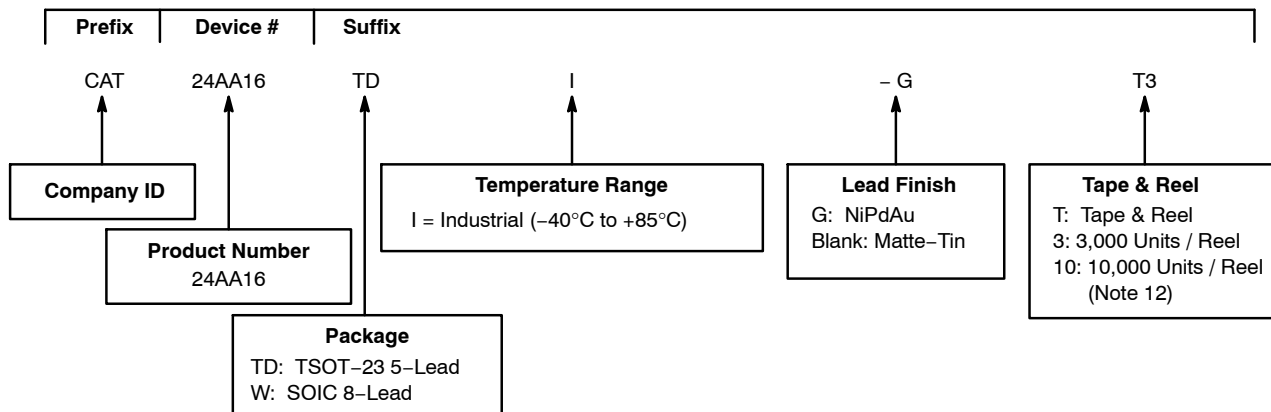 Prefix Device # Suffix
CAT 24AA16 TD I – G T3
Company ID
Product Number
24AA16
Package
TD: TSOT–23 5–Lead
W: SOIC 8–Lead
Temperature Range
I = Industrial (–40°C to +85°C)
Lead Finish
G: NiPdAu
Blank: Matte–Tin
Tape & Reel
T: Tape & Reel
3: 3,000 Units / Reel
10: 10,000 Units / Reel
(Note 12)